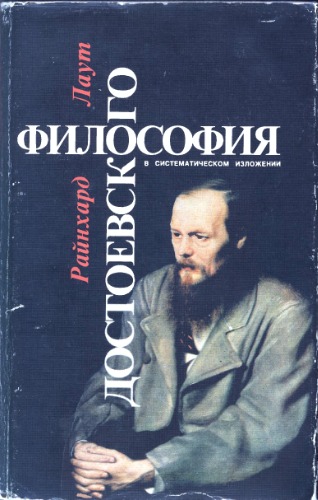 Райнхард Лаут
ФИЛОСОФИЯ
В СИСТЕМАТИЧЕСКОМ ИЗЛОЖЕНИИ
ДОСТОЕВСКОГО